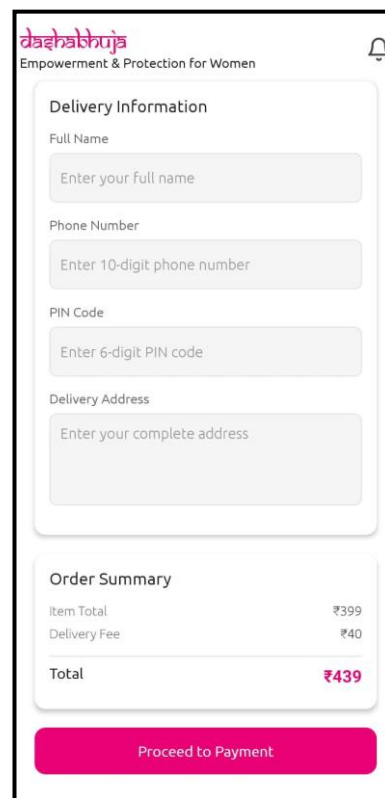 dashabhuja
Empowerment & Protection for Women
Delivery Information
Full Name
Enter your full name
Phone Number
Enter 10-digit phone number
PIN Code
Enter 6-digit PIN code
Delivery Address
Enter your complete address
Order Summary
Item Total ₹399
Delivery Fee ₹40
Total ₹439
Proceed to Payment